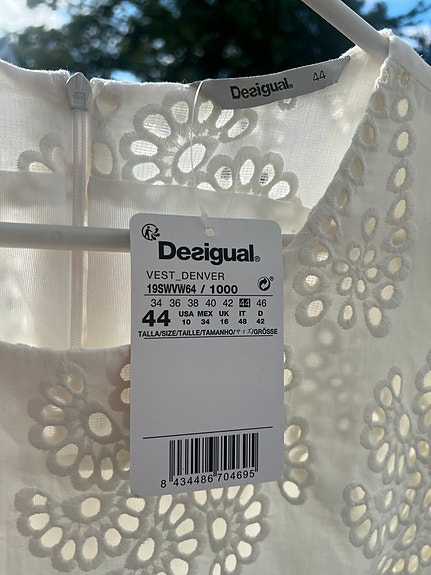 Desigual. 44
Desigual.
VEST_DENVER
19SWVW64 / 1000
34 36 38 40 42 44 46
44 USA MEX UK IT D
10 34 16 48 42
TALLA/SIZE/TAILLE/TAMANHO/サイズ/GRÖSSE
8 434486 704695